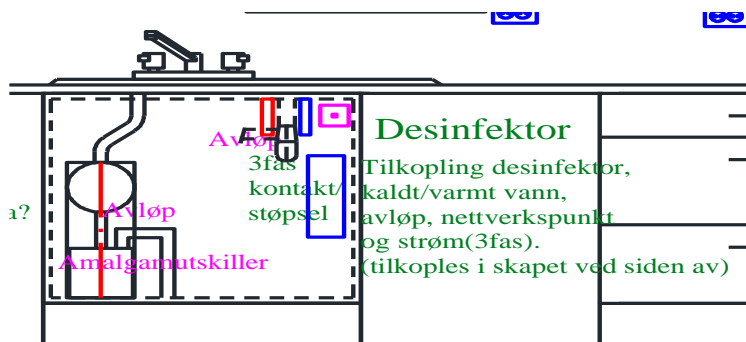 Desinfektor
Avløp
3fas
kontakt/
støpsel
Tilkopling desinfektor,
kaldt/varmt vann,
avløp, nettverkspunkt
og strøm(3fas).
(tilkoples i skapet ved siden av)
a?
Avløp
Amalgamutskiller